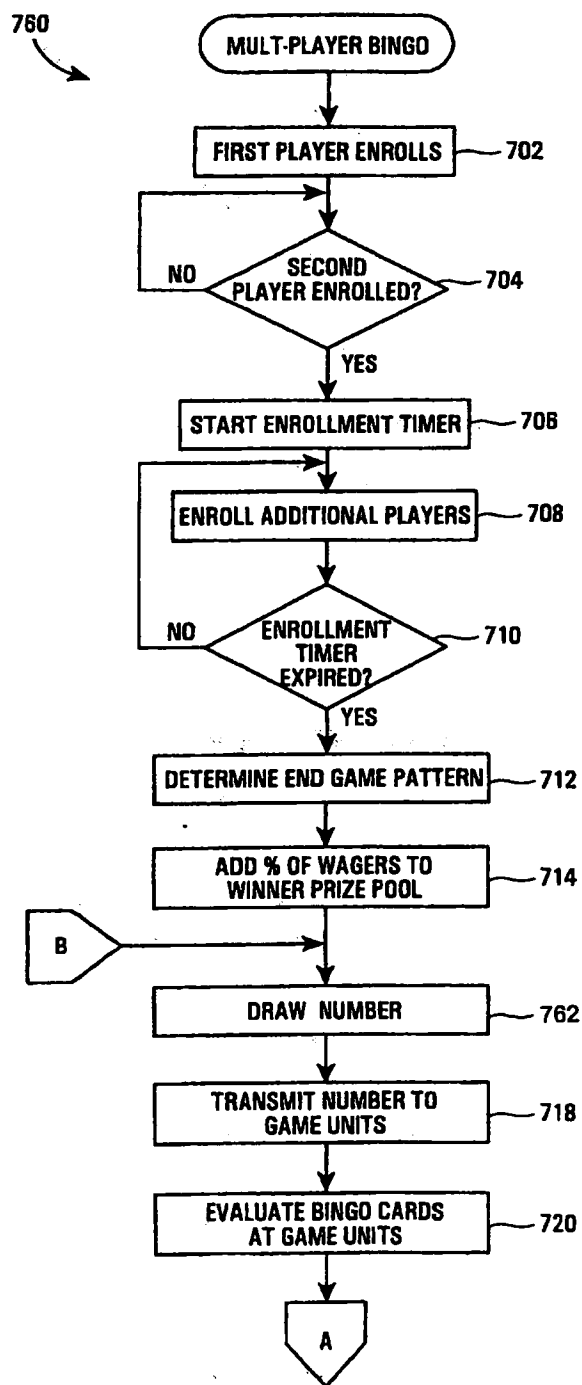 760
MULT-PLAYER BINGO
FIRST PLAYER ENROLLS
702
NO
SECOND
PLAYER ENROLLED?
704
YES
START ENROLLMENT TIMER
706
ENROLL ADDITIONAL PLAYERS
708
NO
ENROLLMENT
TIMER
EXPIRED?
710
YES
DETERMINE END GAME PATTERN
712
ADD % OF WAGERS TO
WINNER PRIZE POOL
714
B
DRAW NUMBER
762
TRANSMIT NUMBER TO
GAME UNITS
718
EVALUATE BINGO CARDS
AT GAME UNITS
720
A